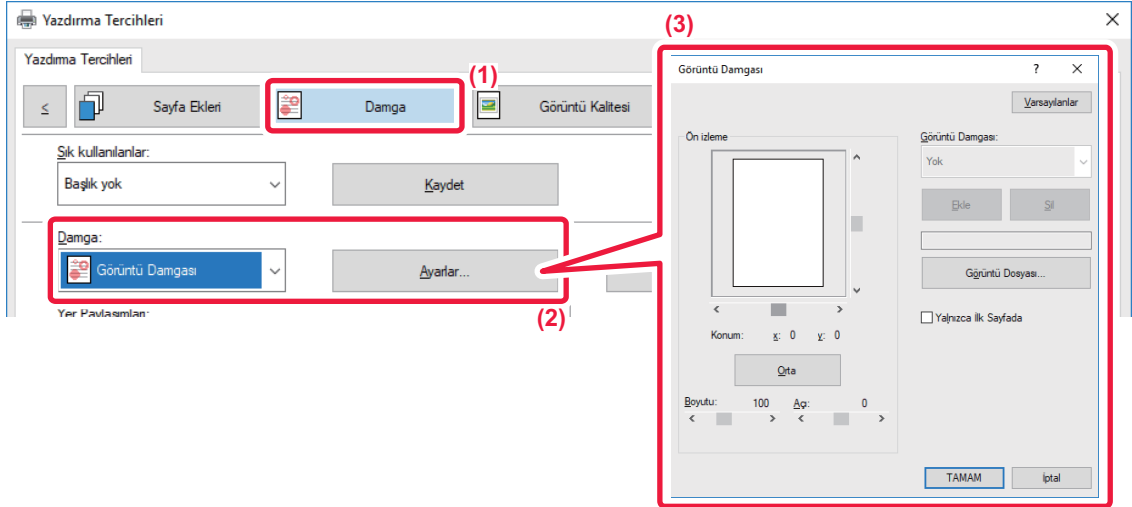 Yazdırma Tercihleri
Yazdırma Tercihleri
(1)
< Sayfa Ekleri Damga Görüntü Kalitesi
Sık kullanılanlar:
Başlık yok Kaydet
Damga:
Görüntü Damgası Ayarlar...
Yer Paylaşımları:
(2)
(3)
Görüntü Damgası ? X
Varsayılanlar
Ön izleme
Görüntü Damgası:
Yok
Ekle Sil
Görüntü Dosyası...
Yalnızca İlk Sayfada
Konum: x: 0 y: 0
Orta
Boyutu: 100 Açı: 0
TAMAM İptal